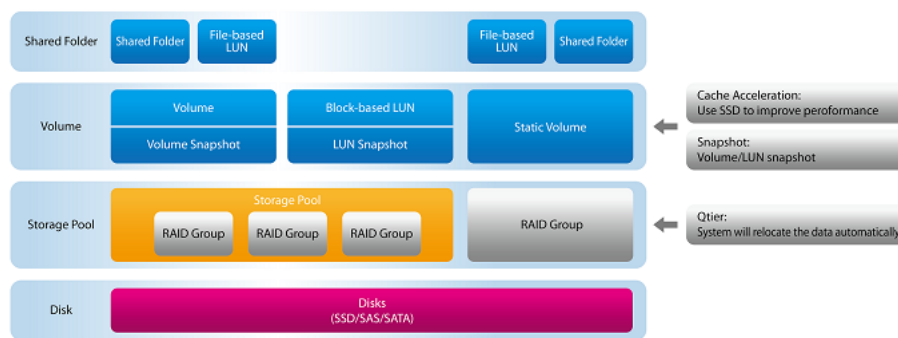 Shared Folder
Shared Folder
File-based
LUN
File-based
LUN
Shared Folder
Volume
Volume
Volume Snapshot
Block-based LUN
LUN Snapshot
Static Volume
Cache Acceleration:
Use SSD to improve peroformance
Snapshot:
Volume/LUN snapshot
Storage Pool
Storage Pool
RAID Group
RAID Group
RAID Group
RAID Group
Qtier:
System will relocate the data automatically
Disk
Disks
(SSD/SAS/SATA)